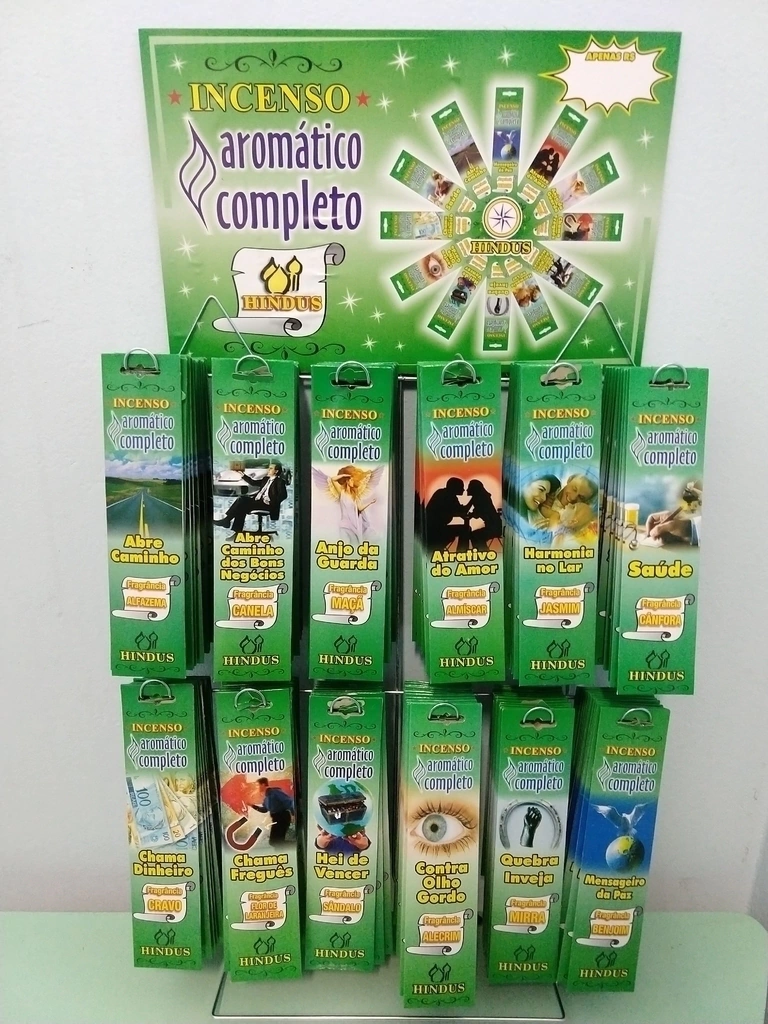 INCENSO
aromático
completo
HINDUS
APENAS R$
HINDUS
INCENSO
aromático
completo
Abre
Caminho
Fragrância
ALFAZEMA
HINDUS
INCENSO
aromático
completo
Abre
Caminho
dos Bons
Negócios
Fragrância
CANELA
HINDUS
INCENSO
aromático
completo
Anjo da
Guarda
Fragrância
MAÇÃ
HINDUS
INCENSO
aromático
completo
Atrativo
do Amor
Fragrância
ALMÍSCAR
HINDUS
INCENSO
aromático
completo
Harmonia
no Lar
Fragrância
JASMIM
HINDUS
INCENSO
aromático
completo
Saúde
Fragrância
CÂNFORA
HINDUS
INCENSO
aromático
completo
Chama
Dinheiro
Fragrância
CRAVO
HINDUS
INCENSO
aromático
completo
Chama
Freguês
Fragrância
FLOR DE
LARANJEIRA
HINDUS
INCENSO
aromático
completo
Hei de
Vencer
Fragrância
SÂNDALO
HINDUS
INCENSO
aromático
completo
Contra
Olho
Gordo
Fragrância
ALECRIM
HINDUS
INCENSO
aromático
completo
Quebra
Inveja
Fragrância
MIRRA
HINDUS
INCENSO
aromático
completo
Mensageiro
da Paz
Fragrância
BENJOIM
HINDUS